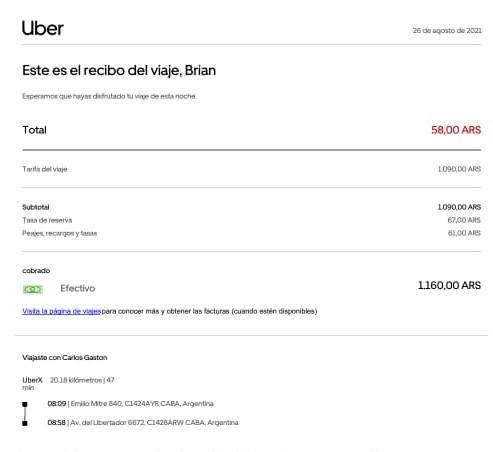 Uber
26 de agosto de 2021
Este es el recibo del viaje, Brian
Esperamos que hayas disfrutado tu viaje de esta noche.
Total 58,00 ARS
Tarifa del viaje 1.090,00 ARS
Subtotal 1.090,00 ARS
Tasa de reserva 67,00 ARS
Peajes, recargos y tasas 61,00 ARS
cobrado
Efectivo 1.160,00 ARS
Visita la página de viajes para conocer más y obtener las facturas (cuando estén disponibles)
Viajaste con Carlos Gaston
UberX 20.18 kilómetros | 47
min
08:09 | Emilio Mitre 840, C1424AYR CABA, Argentina
08:58 | Av. del Libertador 6672, C1428ARW CABA, Argentina